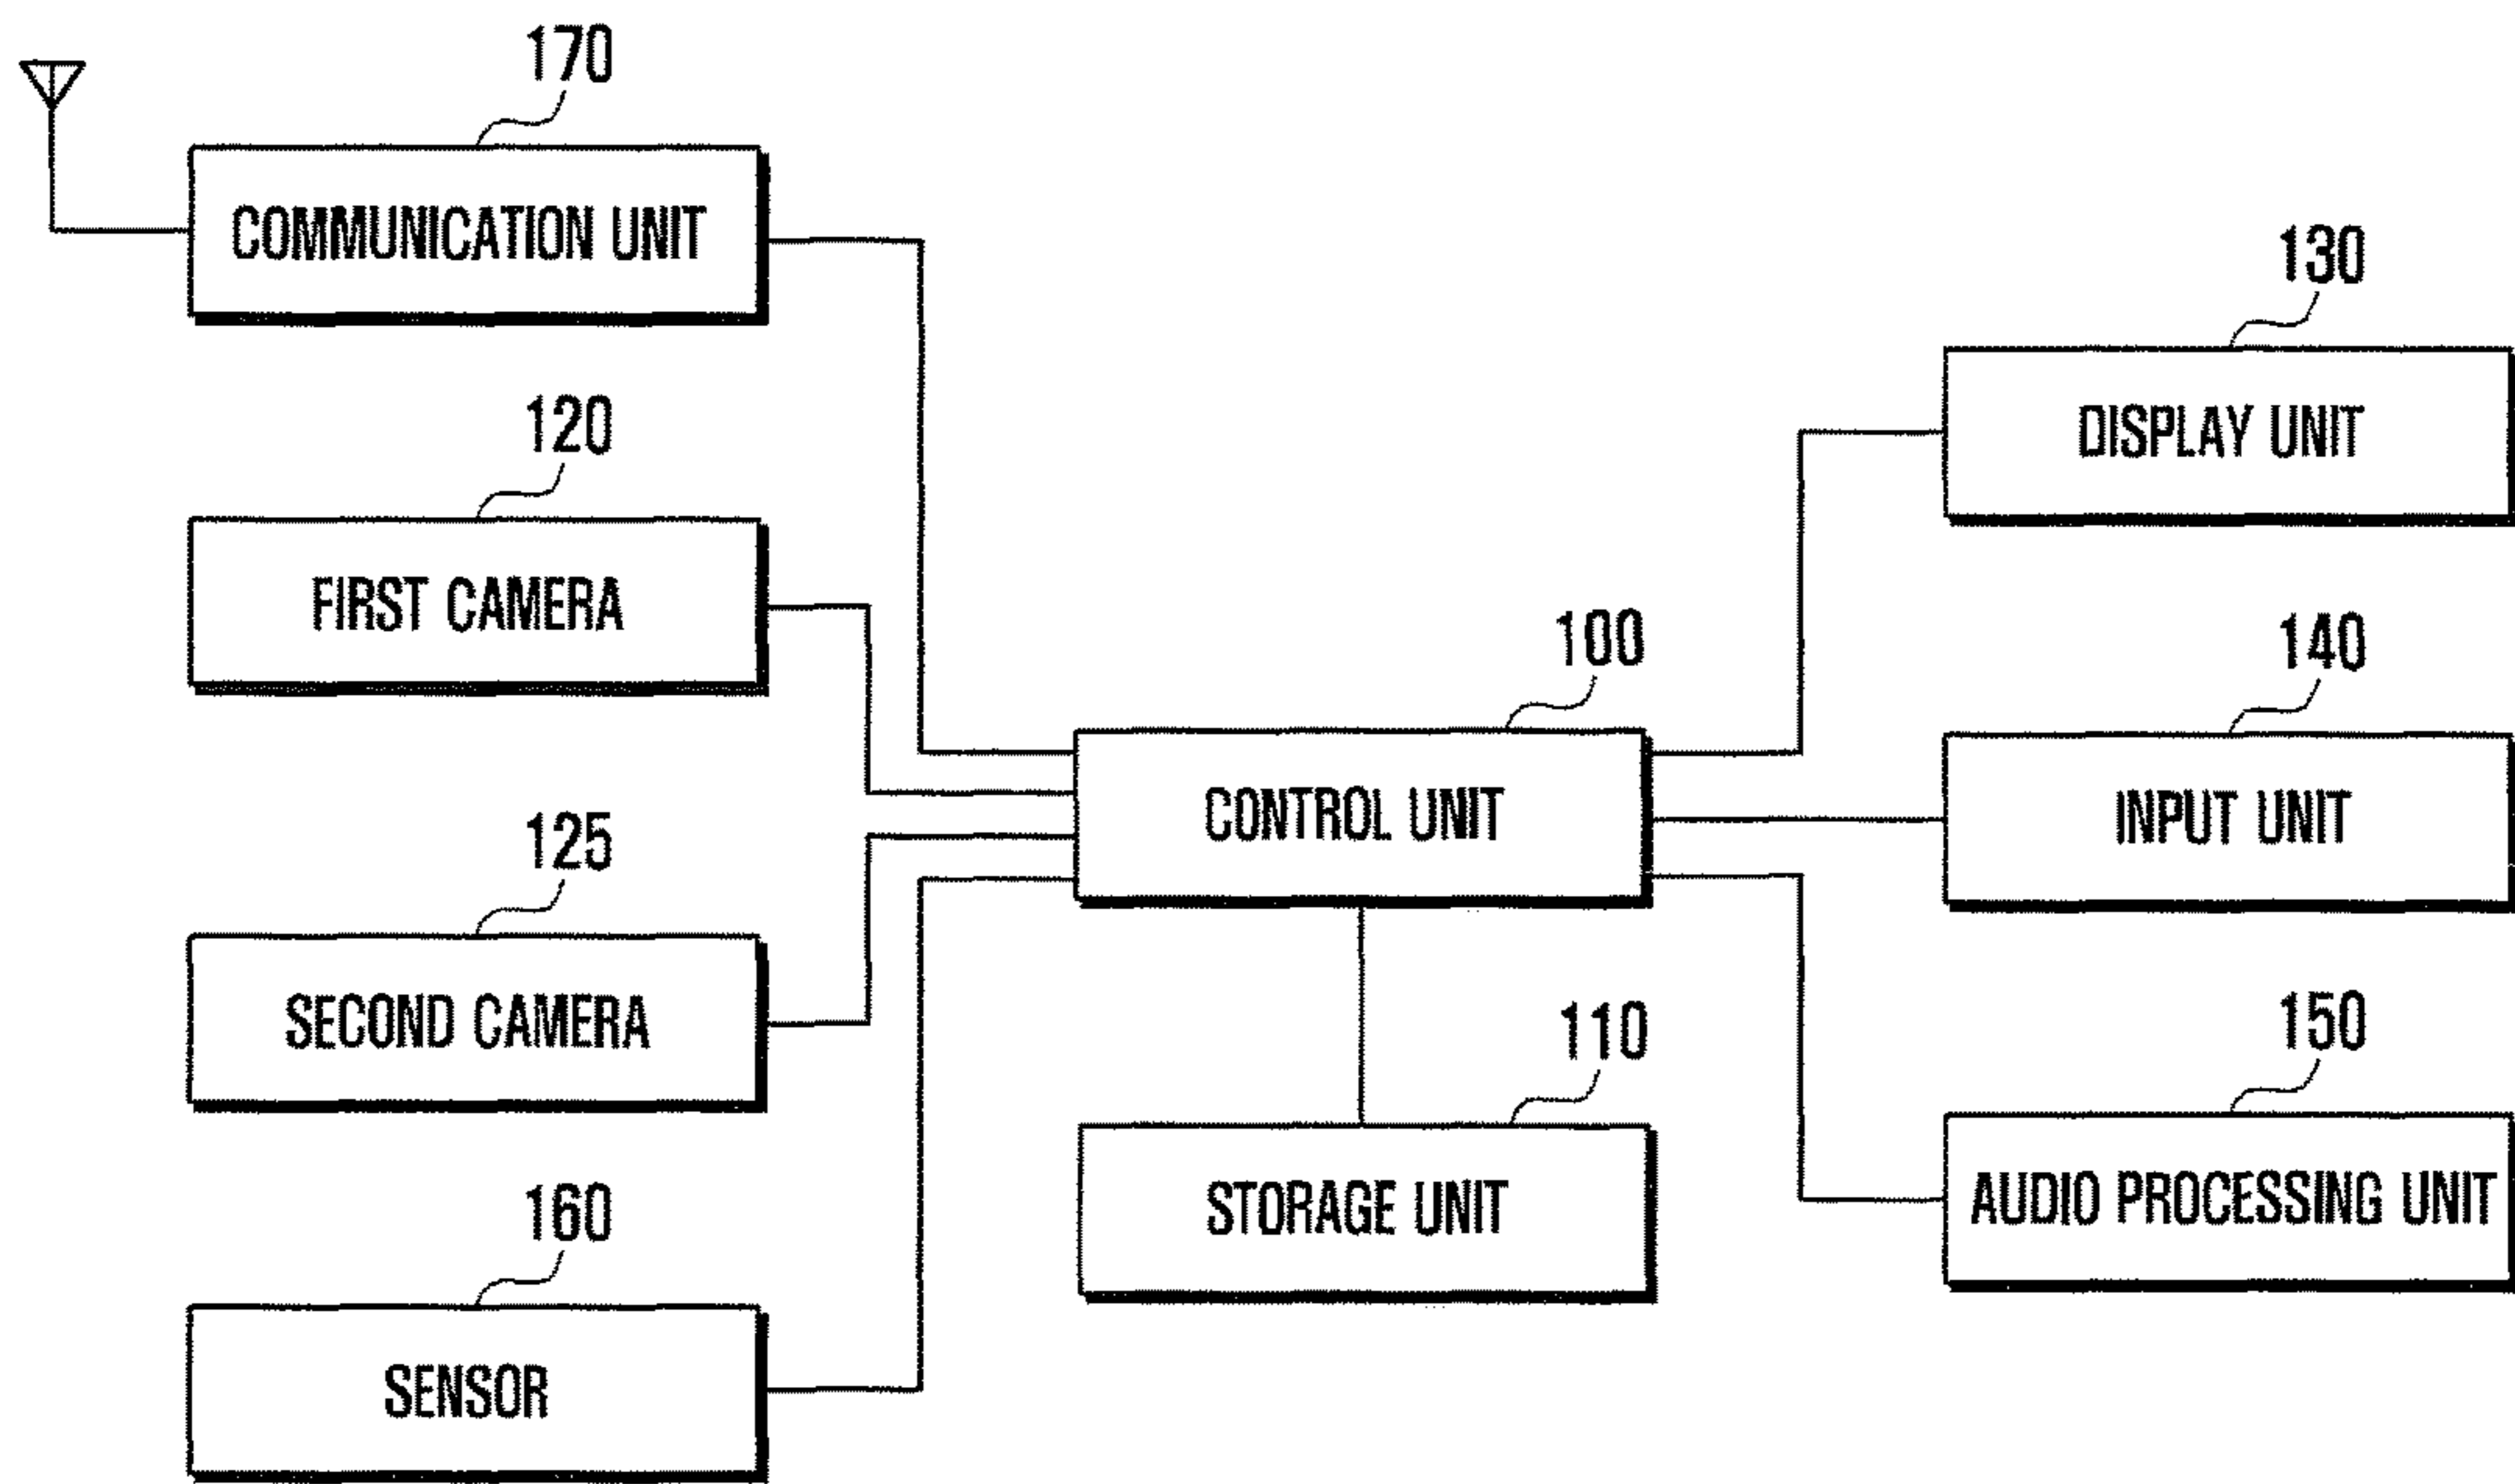 170
COMMUNICATION UNIT
120
FIRST CAMERA
125
SECOND CAMERA
160
SENSOR
100
CONTROL UNIT
110
STORAGE UNIT
130
DISPLAY UNIT
140
INPUT UNIT
150
AUDIO PROCESSING UNIT